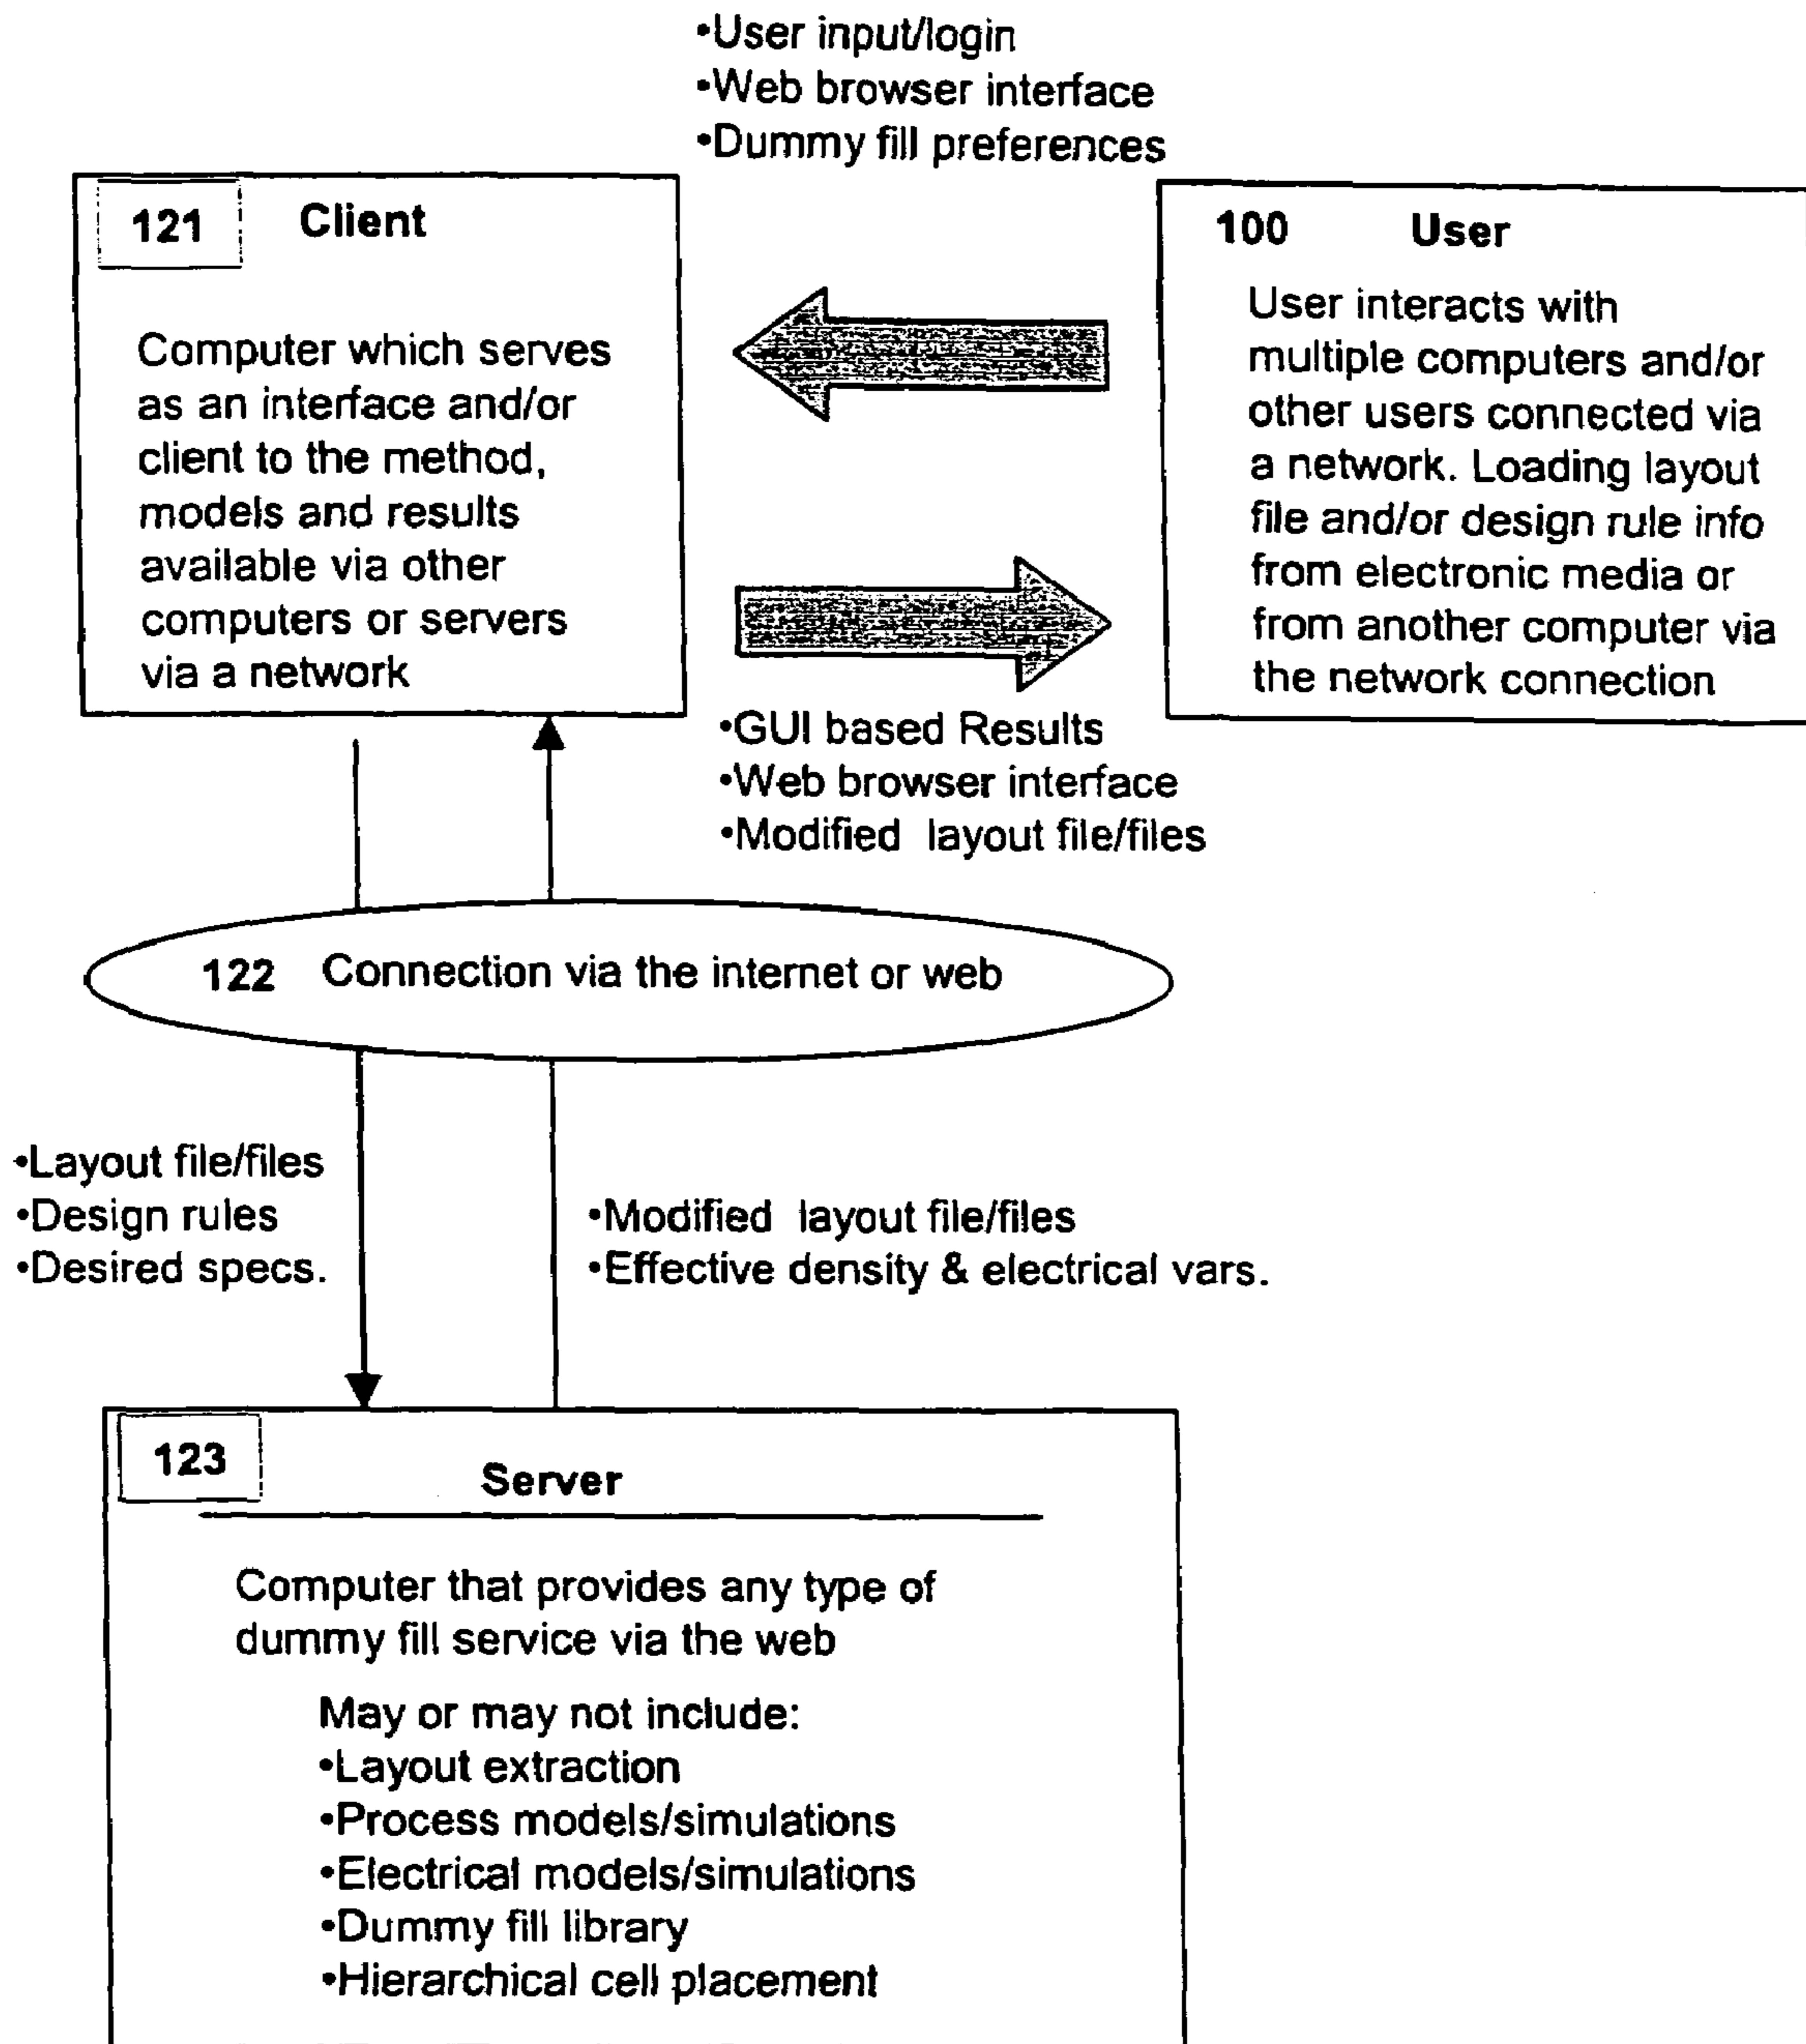 •User input/login
•Web browser interface
•Dummy fill preferences
121 Client
Computer which serves
as an interface and/or
client to the method,
models and results
available via other
computers or servers
via a network
100 User
User interacts with
multiple computers and/or
other users connected via
a network. Loading layout
file and/or design rule info
from electronic media or
from another computer via
the network connection
•GUI based Results
•Web browser interface
•Modified layout file/files
122 Connection via the internet or web
•Layout file/files
•Design rules
•Desired specs.
•Modified layout file/files
•Effective density & electrical vars.
123
Server
Computer that provides any type of
dummy fill service via the web
May or may not include:
•Layout extraction
•Process models/simulations
•Electrical models/simulations
•Dummy fill library
•Hierarchical cell placement